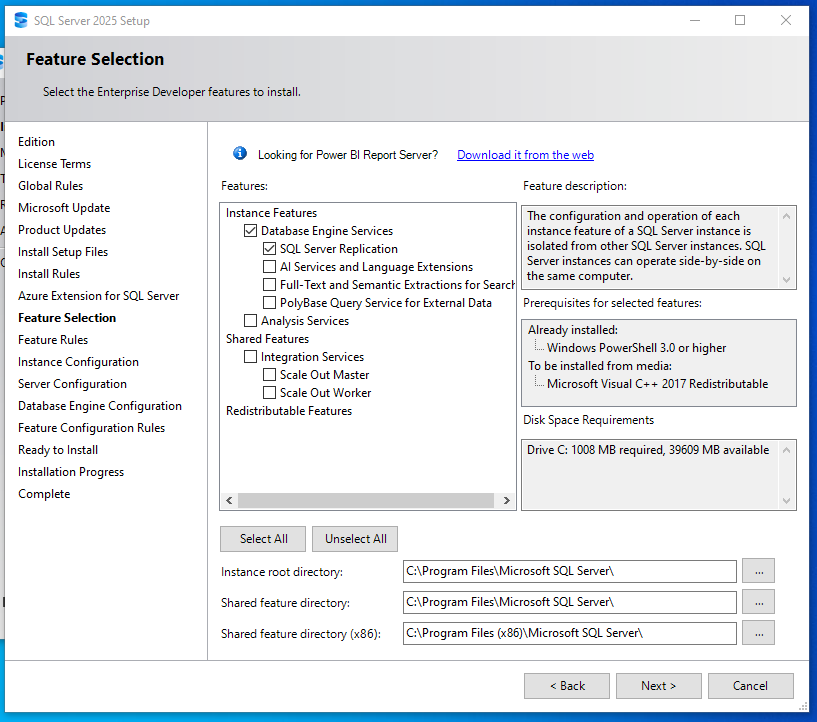 SQL Server 2025 Setup
Feature Selection
Select the Enterprise Developer features to install.
Edition
License Terms
Global Rules
Microsoft Update
Product Updates
Install Setup Files
Install Rules
Azure Extension for SQL Server
Feature Selection
Feature Rules
Instance Configuration
Server Configuration
Database Engine Configuration
Feature Configuration Rules
Ready to Install
Installation Progress
Complete
Looking for Power BI Report Server? Download it from the web
Features:
Instance Features
Database Engine Services
SQL Server Replication
AI Services and Language Extensions
Full-Text and Semantic Extractions for Search
PolyBase Query Service for External Data
Analysis Services
Shared Features
Integration Services
Scale Out Master
Scale Out Worker
Redistributable Features
Feature description:
The configuration and operation of each
instance feature of a SQL Server instance is
isolated from other SQL Server instances. SQL
Server instances can operate side-by-side on
the same computer.
Prerequisites for selected features:
Already installed:
Windows PowerShell 3.0 or higher
To be installed from media:
Microsoft Visual C++ 2017 Redistributable
Disk Space Requirements
Drive C: 1008 MB required, 39609 MB available
Select All
Unselect All
Instance root directory: C:\Program Files\Microsoft SQL Server\ ...
Shared feature directory: C:\Program Files\Microsoft SQL Server\ ...
Shared feature directory (x86): C:\Program Files (x86)\Microsoft SQL Server\ ...
< Back
Next >
Cancel